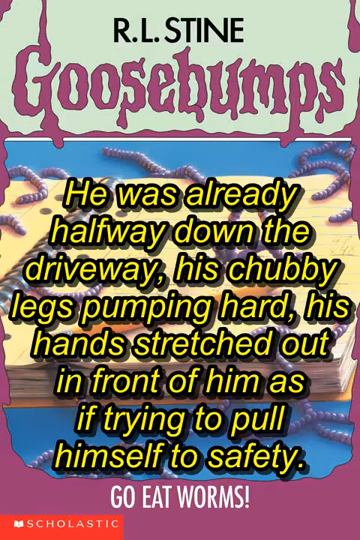 R.L. STINE
Goosebumps
He was already
halfway down the
driveway, his chubby
legs pumping hard, his
hands stretched out
in front of him as
if trying to pull
himself to safety.
GO EAT WORMS!
SCHOLASTIC